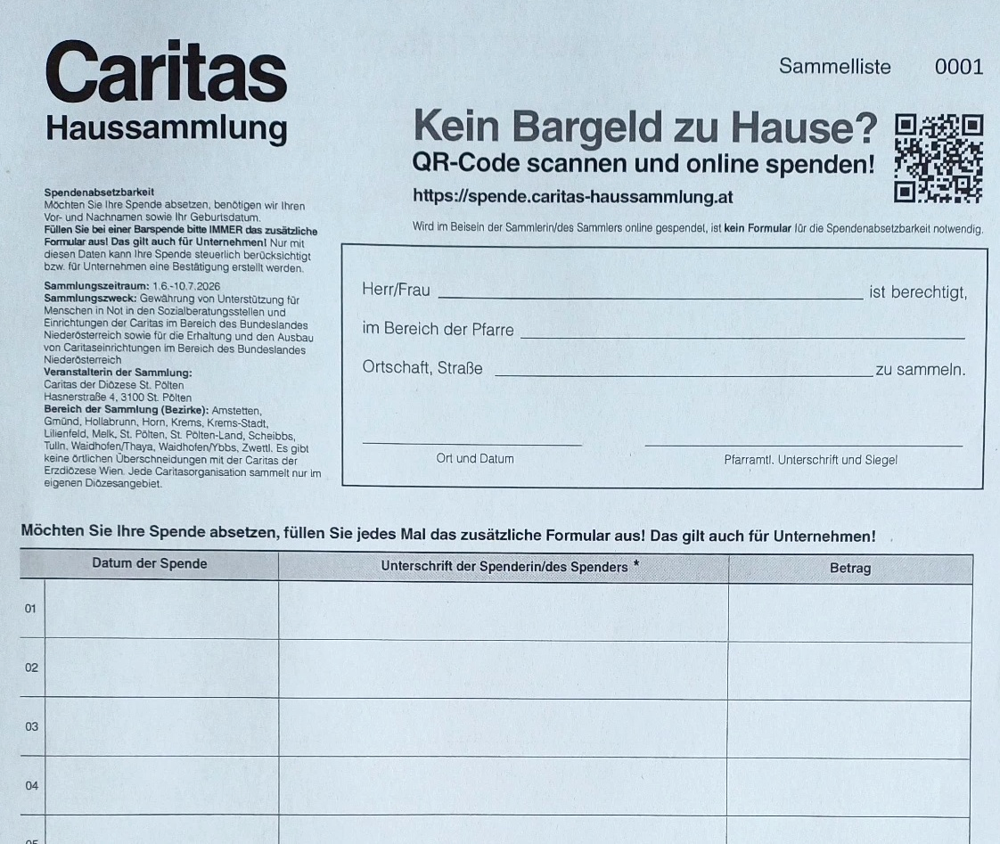 Caritas
Haussammlung
Sammelliste 0001
Kein Bargeld zu Hause?
QR-Code scannen und online spenden!
https://spende.caritas-haussammlung.at
Wird im Beisein der Sammlerin/des Sammlers online gespendet, ist kein Formular für die Spendenabsetzbarkeit notwendig.
Spendenabsetzbarkeit
Möchten Sie Ihre Spende absetzen, benötigen wir Ihren
Vor- und Nachnamen sowie Ihr Geburtsdatum.
Füllen Sie bei einer Barspende bitte IMMER das zusätzliche
Formular aus! Das gilt auch für Unternehmen! Nur mit
diesen Daten kann Ihre Spende steuerlich berücksichtigt
bzw. für Unternehmen eine Bestätigung erstellt werden.
Sammlungszeitraum: 1.6.-10.7.2026
Sammlungszweck: Gewährung von Unterstützung für
Menschen in Not in den Sozialberatungsstellen und
Einrichtungen der Caritas im Bereich des Bundeslandes
Niederösterreich sowie für die Erhaltung und den Ausbau
von Caritaseinrichtungen im Bereich des Bundeslandes
Niederösterreich
Veranstalterin der Sammlung:
Caritas der Diözese St. Pölten
Hasnerstraße 4, 3100 St. Pölten
Bereich der Sammlung (Bezirke): Amstetten,
Gmünd, Hollabrunn, Horn, Krems, Krems-Stadt,
Lilienfeld, Melk, St. Pölten, St. Pölten-Land, Scheibbs,
Tulln, Waidhofen/Thaya, Waidhofen/Ybbs, Zwettl. Es gibt
keine örtlichen Überschneidungen mit der Caritas der
Erzdiözese Wien. Jede Caritasorganisation sammelt nur im
eigenen Diözesangebiet.
Herr/Frau ist berechtigt,
im Bereich der Pfarre
Ortschaft, Straße zu sammeln.
Ort und Datum Pfarramtl. Unterschrift und Siegel
Möchten Sie Ihre Spende absetzen, füllen Sie jedes Mal das zusätzliche Formular aus! Das gilt auch für Unternehmen!
Datum der Spende Unterschrift der Spenderin/des Spenders * Betrag
01
02
03
04
05